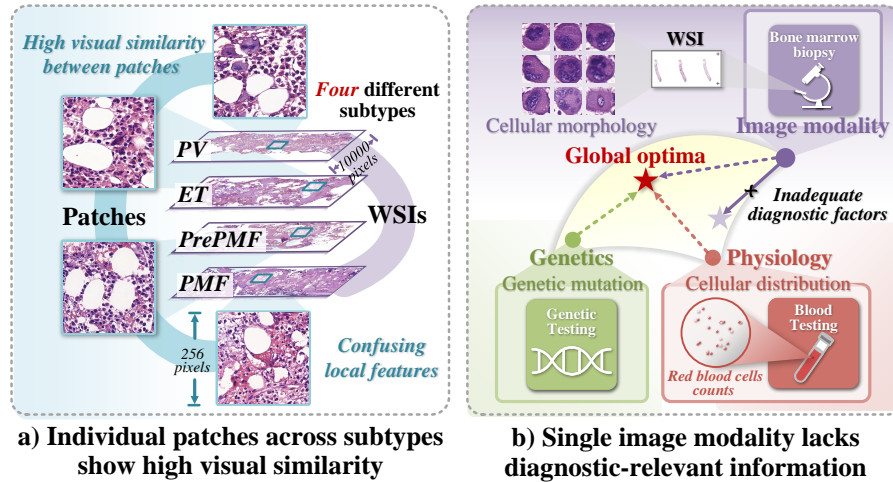 High visual similarity
between patches
Four different
subtypes
PV
10000+
pixels
ET
Patches
WSIs
PrePMF
PMF
256
pixels
Confusing
local features
a) Individual patches across subtypes
show high visual similarity
WSI
Bone marrow
biopsy
Cellular morphology
Image modality
Global optima
Inadequate
diagnostic factors
Genetics
Genetic mutation
Genetic
Testing
Physiology
Cellular distribution
Blood
Testing
Red blood cells
counts
b) Single image modality lacks
diagnostic-relevant information